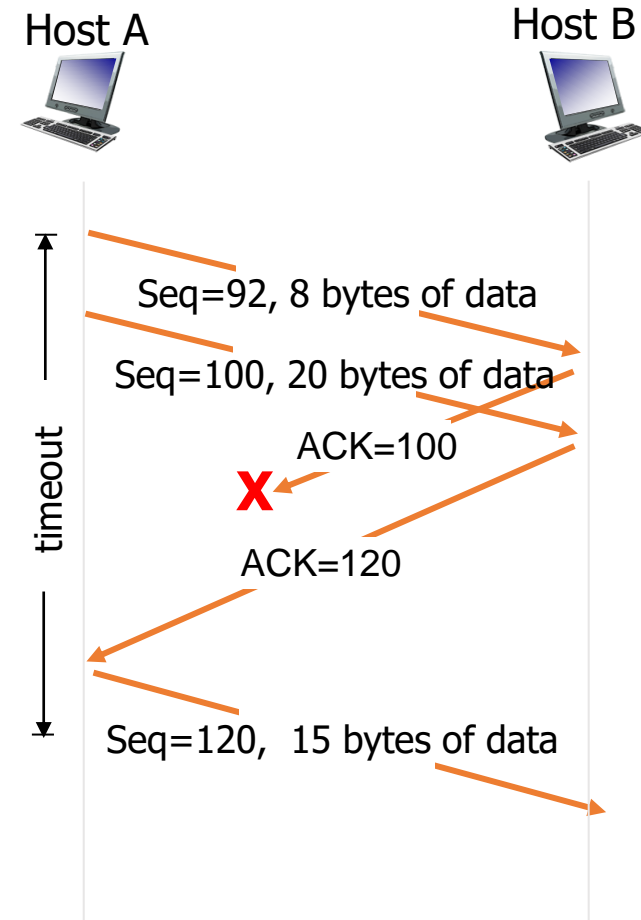 Host A
Host B
Seq=92, 8 bytes of data
Seq=100, 20 bytes of data
ACK=100
X
timeout
ACK=120
Seq=120, 15 bytes of data